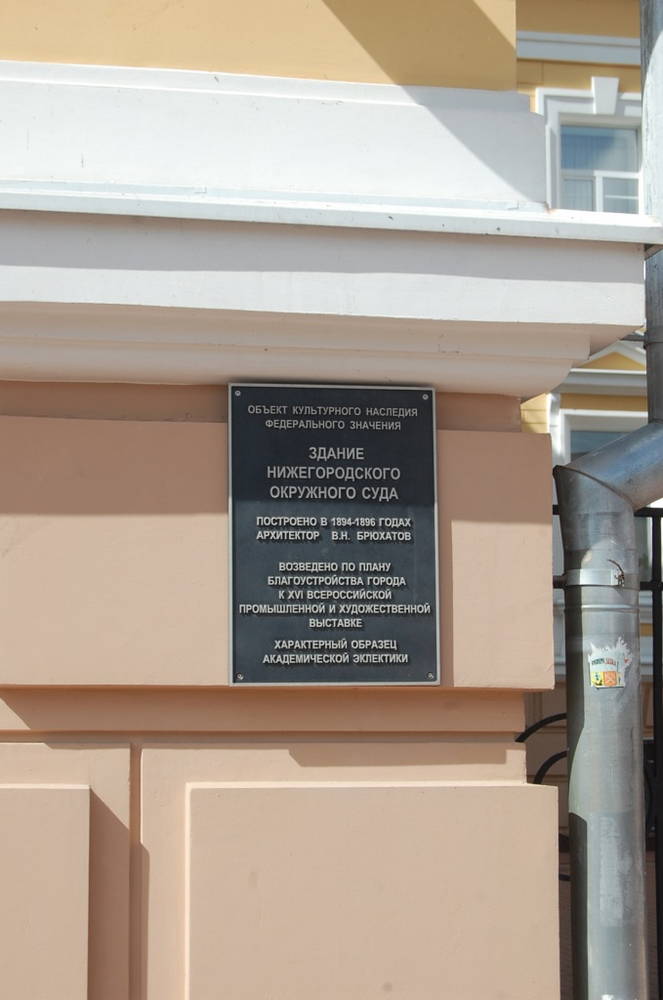 ОБЪЕКТ КУЛЬТУРНОГО НАСЛЕДИЯ
ФЕДЕРАЛЬНОГО ЗНАЧЕНИЯ
ЗДАНИЕ
НИЖЕГОРОДСКОГО
ОКРУЖНОГО СУДА
ПОСТРОЕНО В 1894-1896 ГОДАХ
АРХИТЕКТОР В.Н. БРЮХАТОВ
ВОЗВЕДЕНО ПО ПЛАНУ
БЛАГОУСТРОЙСТВА ГОРОДА
К XVI ВСЕРОССИЙСКОЙ
ПРОМЫШЛЕННОЙ И ХУДОЖЕСТВЕННОЙ
ВЫСТАВКЕ
ХАРАКТЕРНЫЙ ОБРАЗЕЦ
АКАДЕМИЧЕСКОЙ ЭКЛЕКТИКИ